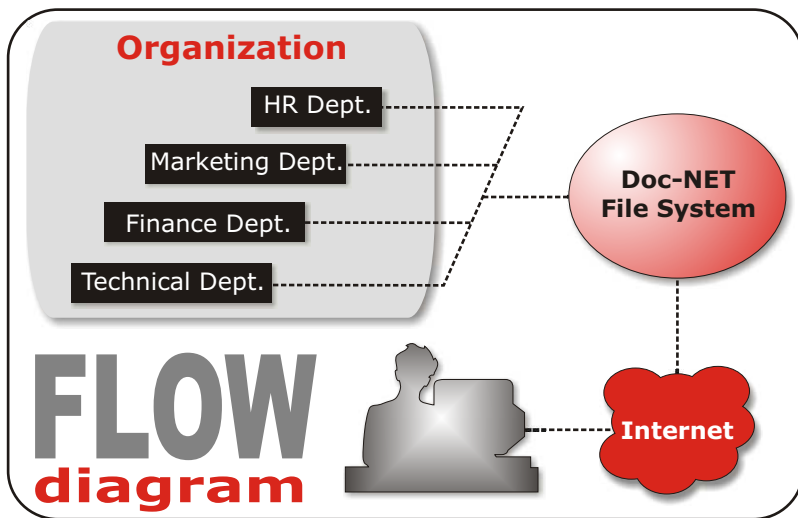 Organization
HR Dept.
Marketing Dept.
Finance Dept.
Technical Dept.
Doc-NET
File System
Internet
FLOW
diagram